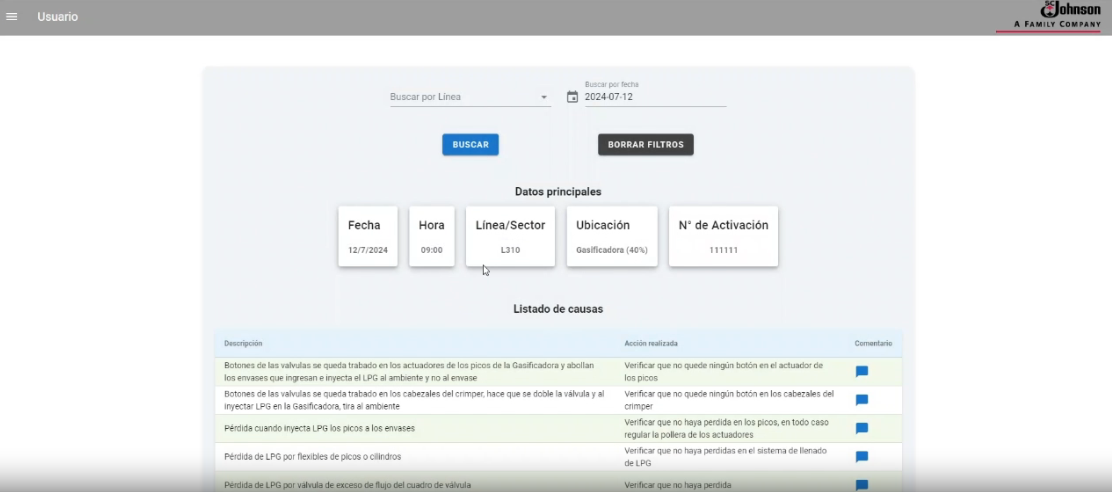 Usuario
SC Johnson
A FAMILY COMPANY
Buscar por Línea
Buscar por fecha
2024-07-12
BUSCAR
BORRAR FILTROS
Datos principales
Fecha
12/7/2024
Hora
09:00
Línea/Sector
L310
Ubicación
Gasificadora (40%)
N° de Activación
111111
Listado de causas
Descripción
Acción realizada
Comentario
Botones de las valvulas se queda trabado en los actuadores de los picos de la Gasificadora y abollan
los envases que ingresan e inyecta el LPG al ambiente y no al envase
Verificar que no quede ningún botón en el actuador de
los picos
Botones de las valvulas se queda trabado en los cabezales del crimper, hace que se doble la válvula y al
inyectar LPG en la Gasificadora, tira al ambiente
Verificar que no quede ningún botón en los cabezales del
crimper
Pérdida cuando inyecta LPG los picos a los envases
Verificar que no haya perdida en los picos, en todo caso
regular la pollera de los actuadores
Pérdida de LPG por flexibles de picos o cilindros
Verificar que no haya perdidas en el sistema de llenado
de LPG
Pérdida de LPG por válvula de exceso de flujo del cuadro de válvula
Verificar que no haya perdida